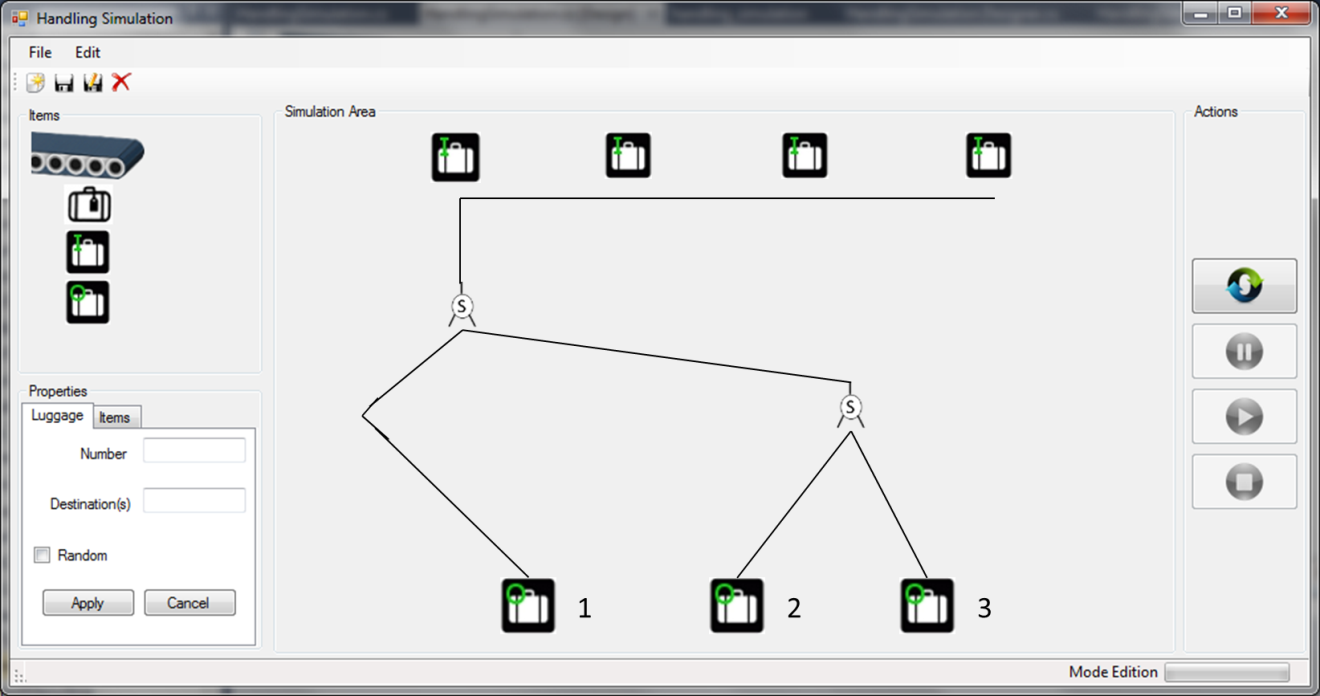 Handling Simulation
File Edit
Items
Simulation Area
Actions
S
S
Properties
Luggage Items
Number
Destination(s)
Random
Apply Cancel
1 2 3
Mode Edition